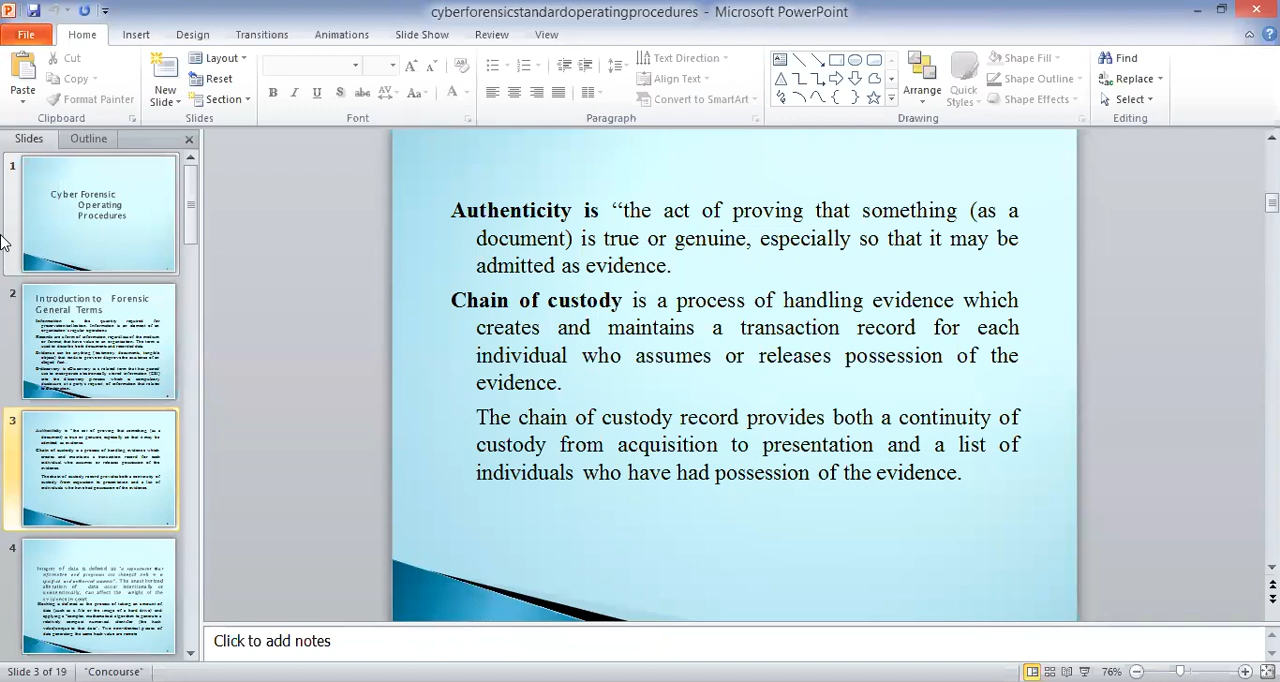 cyberforensicstandardoperatingprocedures - Microsoft PowerPoint
File Home Insert Design Transitions Animations Slide Show Review View
Paste
Cut
Copy
Format Painter
Clipboard
New Slide
Layout
Reset
Section
Slides
B I U S abc AV Aa A
Font
Text Direction
Align Text
Convert to SmartArt
Paragraph
Arrange
Quick Styles
Shape Fill
Shape Outline
Shape Effects
Drawing
Find
Replace
Select
Editing
Slides Outline
1
Cyber Forensic
Operating
Procedures
2
Introduction to Forensic
General Terms
3
4
Authenticity is ‘‘the act of proving that something (as a
document) is true or genuine, especially so that it may be
admitted as evidence.
Chain of custody is a process of handling evidence which
creates and maintains a transaction record for each
individual who assumes or releases possession of the
evidence.
The chain of custody record provides both a continuity of
custody from acquisition to presentation and a list of
individuals who have had possession of the evidence.
Click to add notes
Slide 3 of 19 "Concourse" 76%